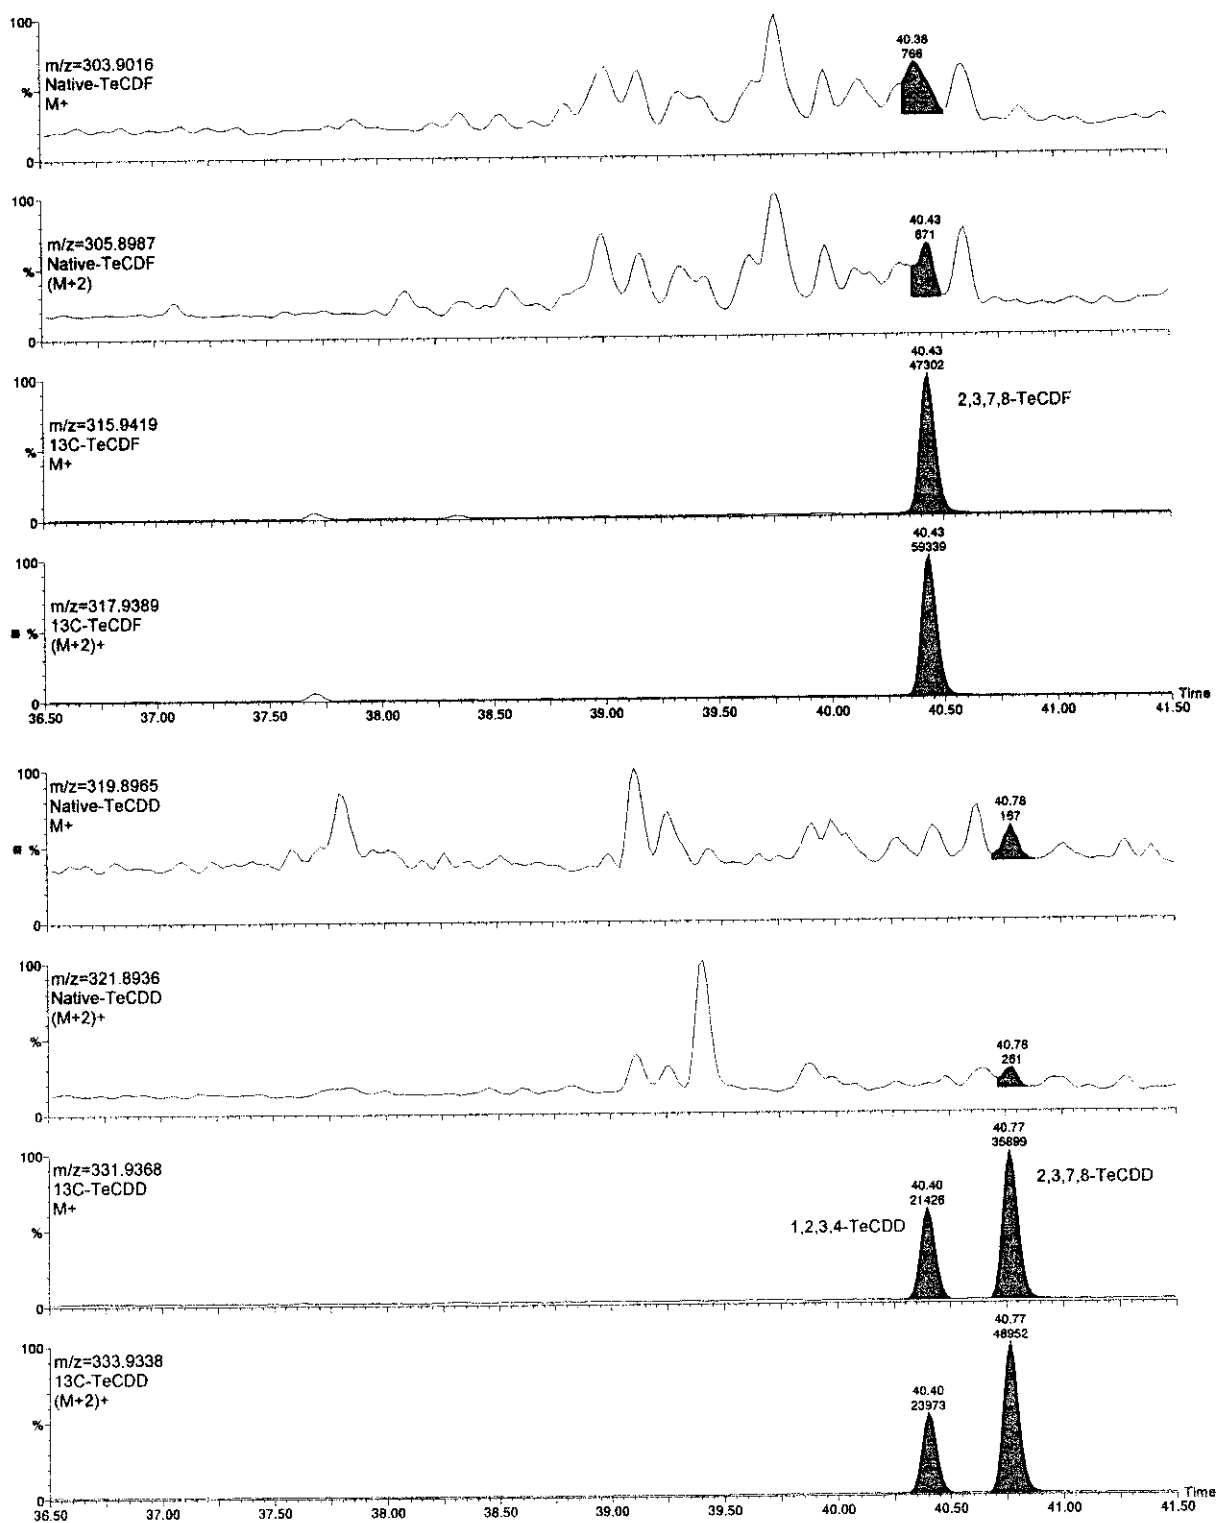 100
40.38
766
m/z=303.9016
Native-TeCDF
M+
%
0
100
40.43
671
m/z=305.8987
Native-TeCDF
(M+2)
%
0
40.43
47302
100
2,3,7,8-TeCDF
m/z=315.9419
13C-TeCDF
M+
%
0
40.43
59339
100
m/z=317.9389
13C-TeCDF
(M+2)+
%
0
Time
36.50 37.00 37.50 38.00 38.50 39.00 39.50 40.00 40.50 41.00 41.50
100
m/z=319.8965
Native-TeCDD
M+
40.78
167
%
0
100
m/z=321.8936
Native-TeCDD
(M+2)+
%
40.78
261
0
40.77
35899
100
m/z=331.9368
13C-TeCDD
M+
2,3,7,8-TeCDD
40.40
21426
1,2,3,4-TeCDD
%
0
40.77
46952
100
m/z=333.9338
13C-TeCDD
(M+2)+
40.40
23973
%
0
Time
36.50 37.00 37.50 38.00 38.50 39.00 39.50 40.00 40.50 41.00 41.50